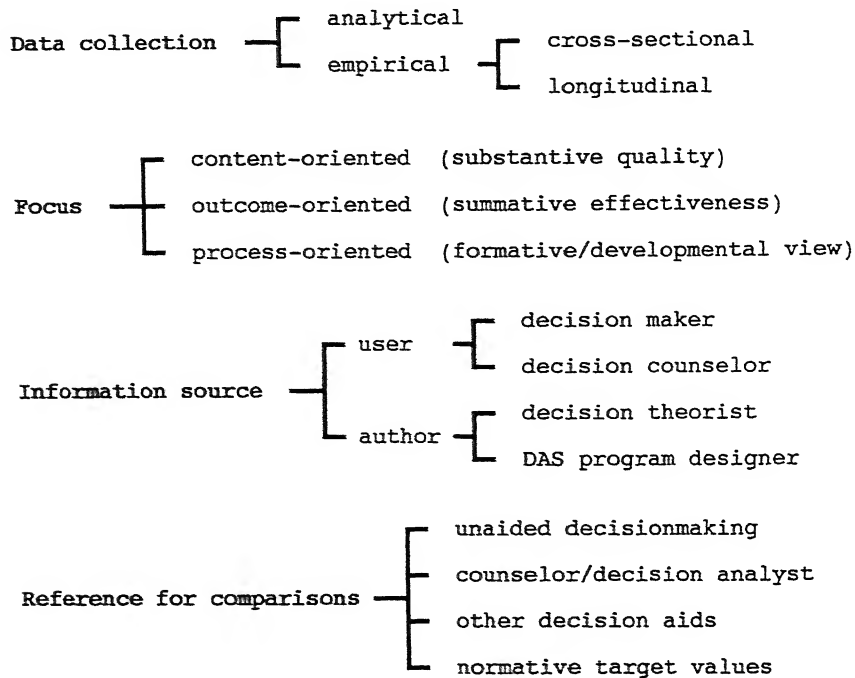 analytical
Data collection
empirical
cross-sectional
longitudinal
content-oriented (substantive quality)
Focus outcome-oriented (summative effectiveness)
process-oriented (formative/developmental view)
decision maker
user
decision counselor
Information source
decision theorist
author
DAS program designer
unaided decisionmaking
counselor/decision analyst
Reference for comparisons
other decision aids
normative target values